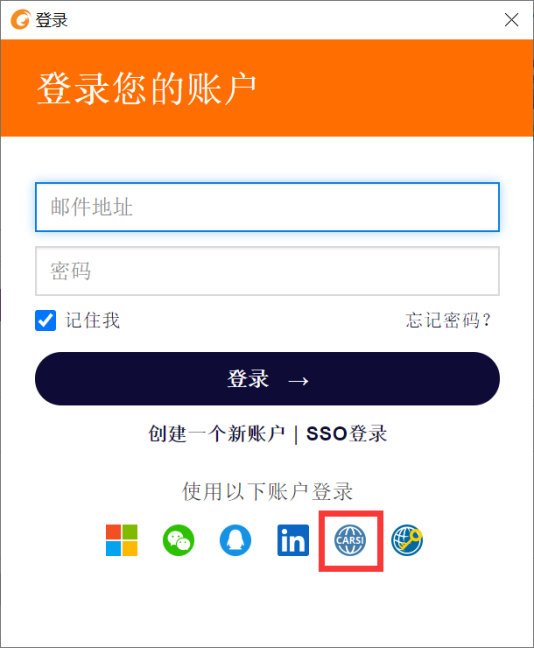 登录
登录您的账户
邮件地址
密码
记住我 忘记密码?
登录 →
创建一个新账户 | SSO登录
使用以下账户登录
in CARSI